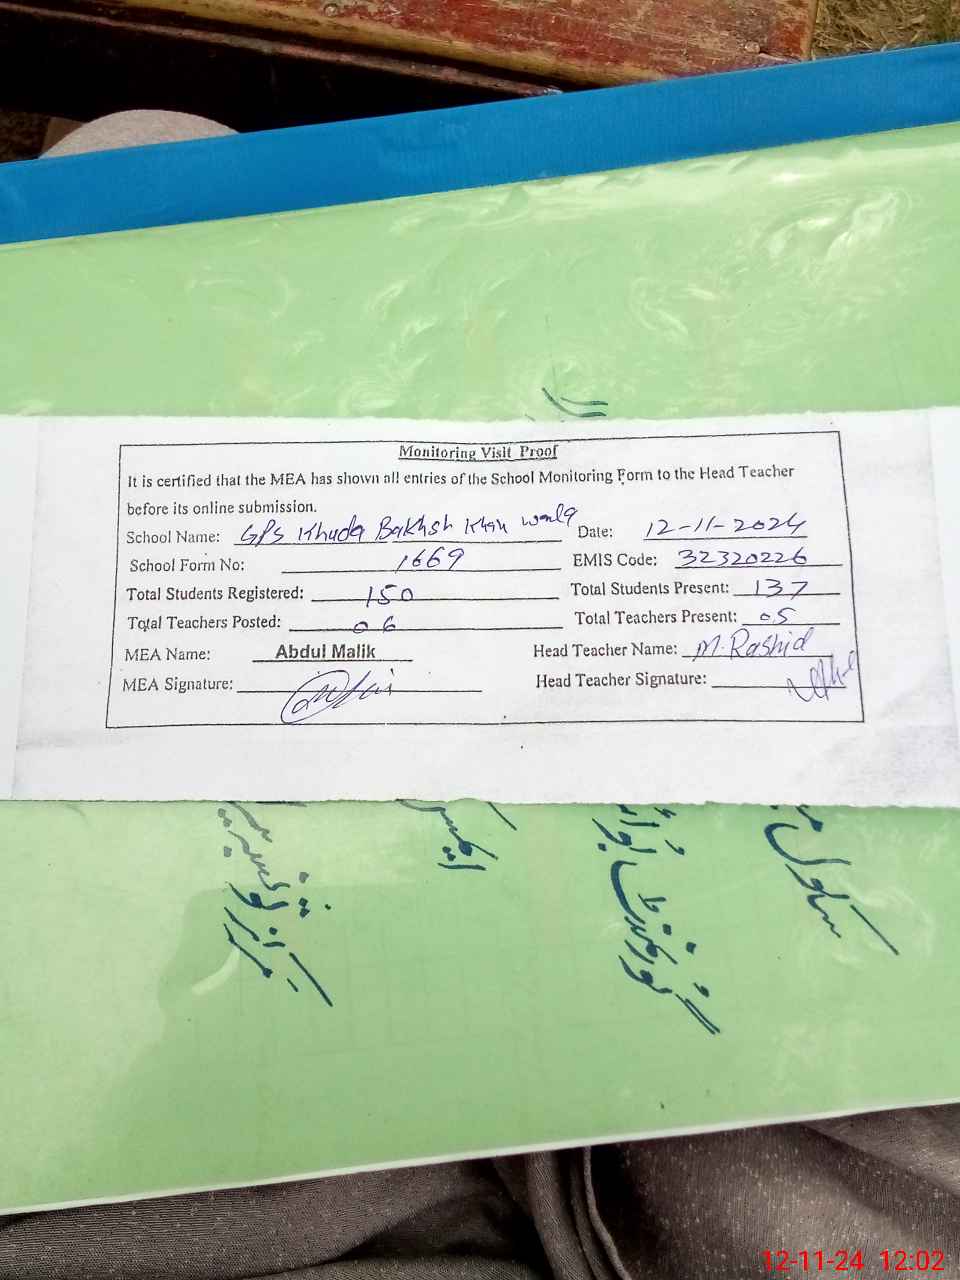 Monitoring Visit Proof
It is certified that the MEA has shown all entries of the School Monitoring Form to the Head Teacher
before its online submission.
School Name: GPS Khuda Bakhsh Khan wala Date: 12-11-2024
School Form No: 1669 EMIS Code: 32320226
Total Students Registered: 150 Total Students Present: 137
Total Teachers Posted: 06 Total Teachers Present: 05
MEA Name: Abdul Malik Head Teacher Name: M. Rashid
MEA Signature: Head Teacher Signature:
سکول
گورنمنٹ
مرکز
12-11-24 12:02